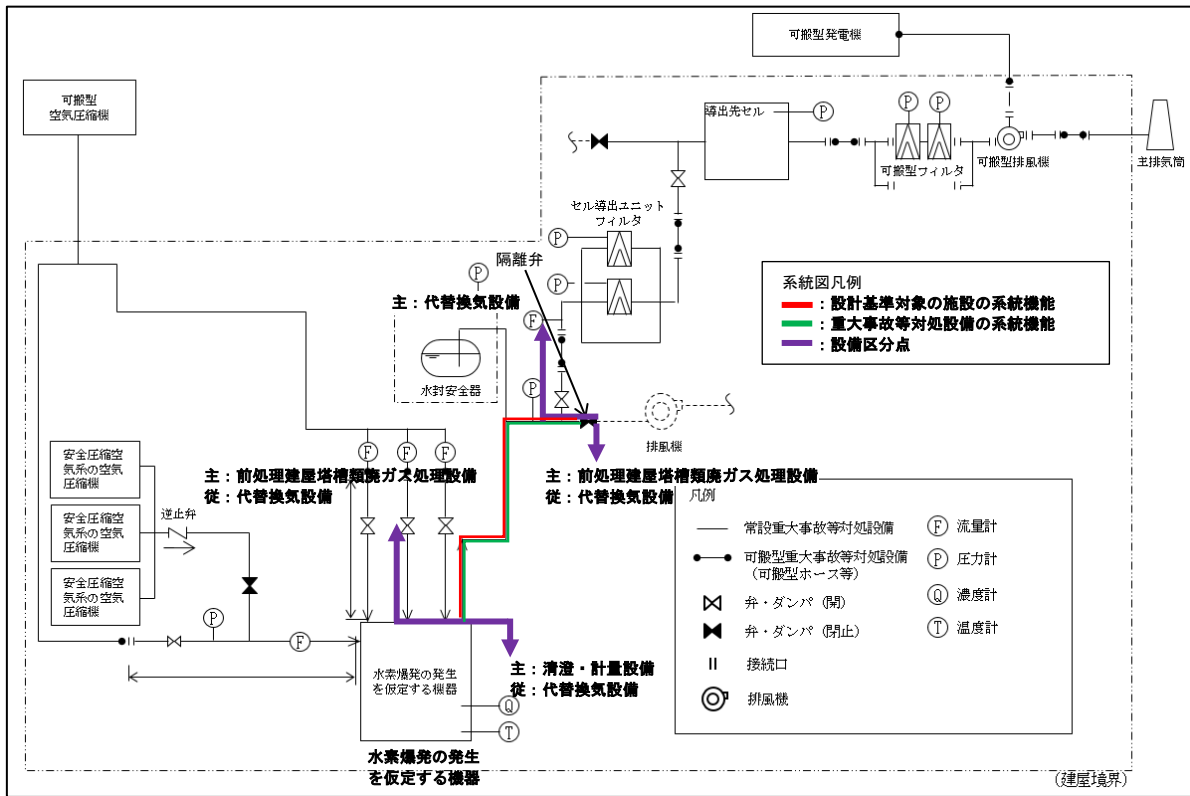 可搬型発電機
可搬型
空気圧縮機
導出先セル
P
P
P
可搬型フィルタ
可搬型排風機
主排気筒
セル導出ユニット
フィルタ
P
P
隔離弁
P
主：代替換気設備
F
水封安全器
P
排風機
系統図凡例
：設計基準対象の施設の系統機能
：重大事故等対処設備の系統機能
：設備区分点
安全圧縮空
気系の空気
圧縮機
安全圧縮空
気系の空気
圧縮機
安全圧縮空
気系の空気
圧縮機
逆止弁
P
F
F
F
F
主：前処理建屋塔槽類廃ガス処理設備
従：代替換気設備
主：前処理建屋塔槽類廃ガス処理設備
従：代替換気設備
水素爆発の発生
を仮定する機器
Q
T
主：清澄・計量設備
従：代替換気設備
水素爆発の発生
を仮定する機器
凡例
常設重大事故等対処設備
可搬型重大事故等対処設備
（可搬型ホース等）
弁・ダンパ（開）
弁・ダンパ（閉止）
接続口
排風機
F 流量計
P 圧力計
Q 濃度計
T 温度計
（建屋境界）